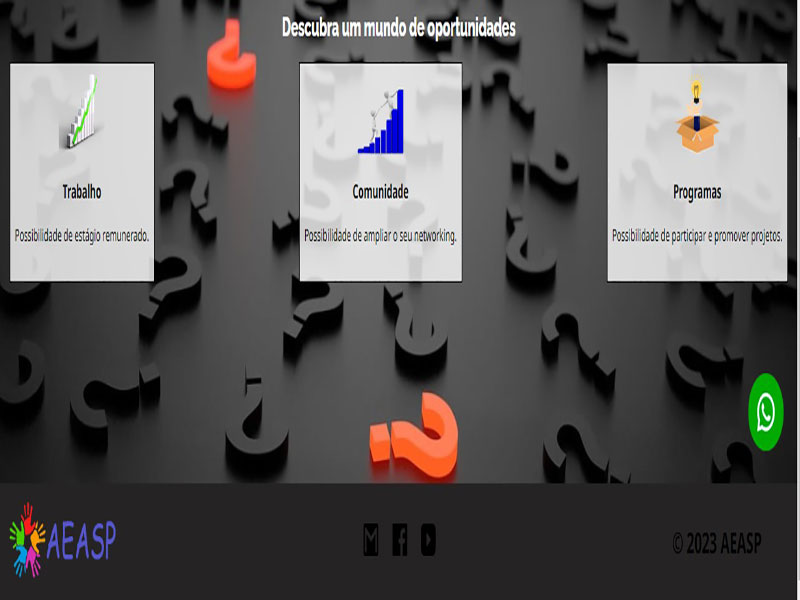 Descubra um mundo de oportunidades
Trabalho
Possibilidade de estágio remunerado.
Comunidade
Possibilidade de ampliar o seu networking.
Programas
Possibilidade de participar e promover projetos.
AEASP
© 2023 AEASP